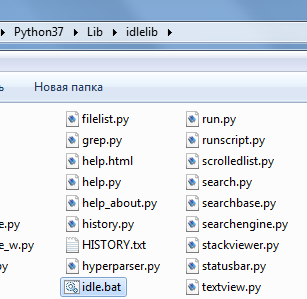 Python37 ▸ Lib ▸ idlelib
ь Новая папка
filelist.py run.py
grep.py runscript.py
help.html scrolledlist.py
help.py search.py
help_about.py searchbase.py
e.py history.py searchengine.py
e_w.py HISTORY.txt stackviewer.py
py hyperparser.py statusbar.py
idle.bat textview.py